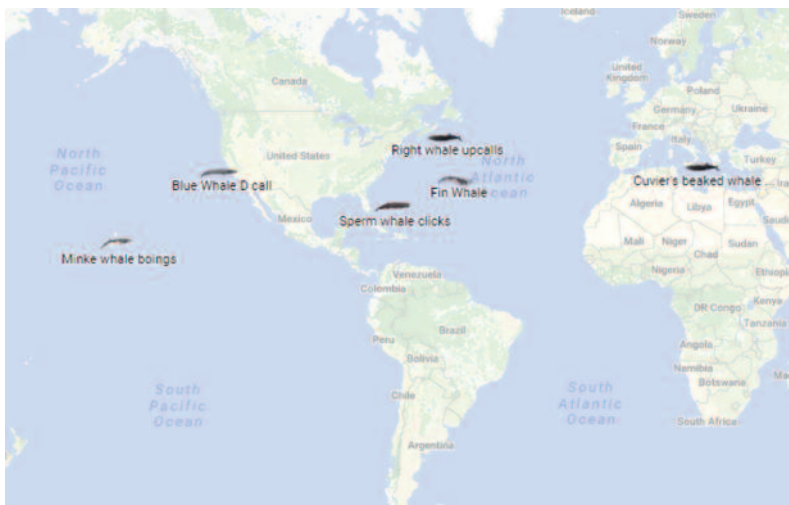 Iceland
Sweden
Norway
United
Kingdom
Canada
Poland
Germany
Ukraine
France
Right whale upcalls
United States
Italy
Spain
Turkey
North
Pacific
Ocean
North
Atlantic
Ocean
Blue Whale D call
Fin Whale
Cuvier's beaked whale ...
Iraq
Algeria
Libya
Egypt
Mexico
Sperm whale clicks
Saudi
Mali
Niger
Sudan
Chad
Minke whale boings
Nigeria
Ethiopia
Venezuela
Colombia
Kenya
DR Congo
Tanzania
Brazil
Peru
Angola
Bolivia
Namibia
Botswana
South
Pacific
Ocean
South
Atlantic
Ocean
Chile
South Africa
Argentina